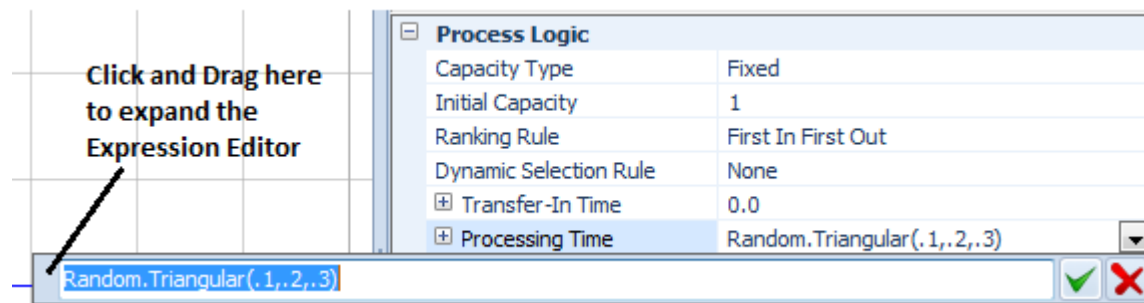 Process Logic
Click and Drag here
to expand the
Expression Editor
Capacity Type Fixed
Initial Capacity 1
Ranking Rule First In First Out
Dynamic Selection Rule None
Transfer-In Time 0.0
Processing Time Random.Triangular(.1,.2,.3)
Random.Triangular(.1,.2,.3)